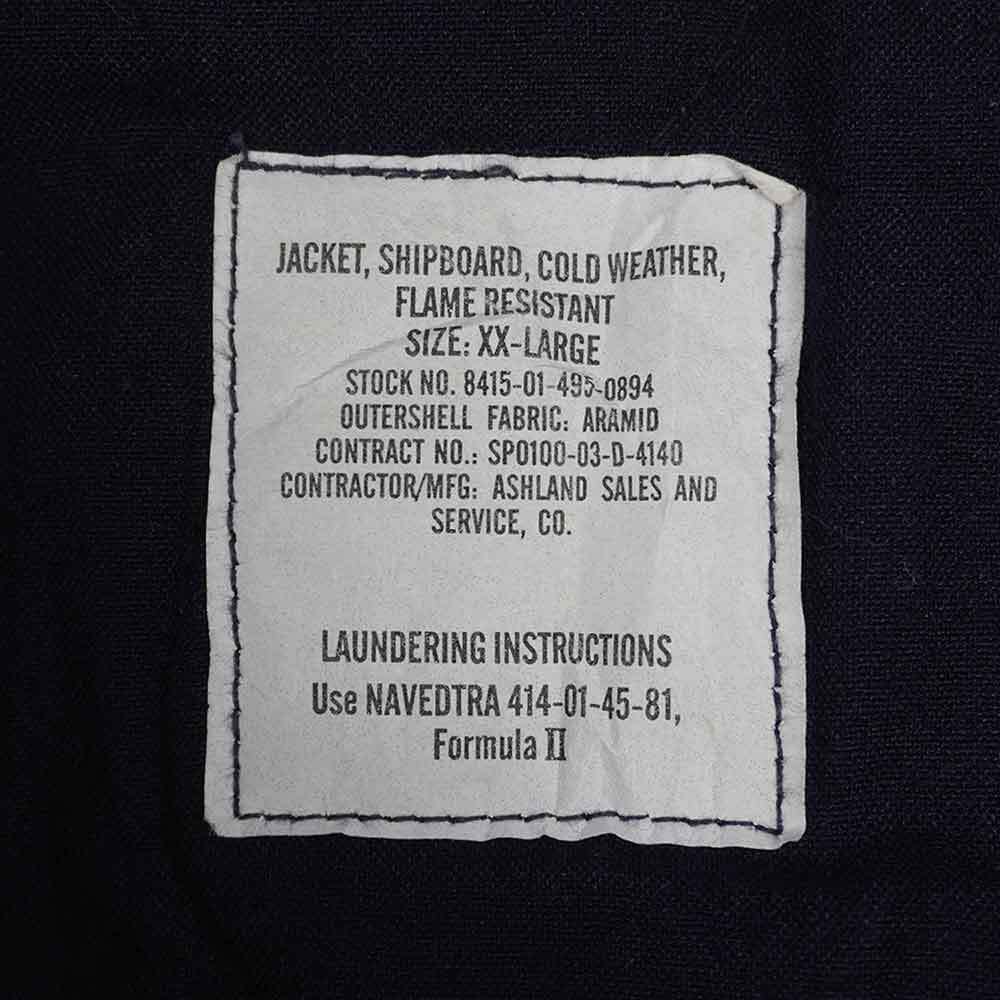 JACKET, SHIPBOARD, COLD WEATHER,
FLAME RESISTANT
SIZE: XX-LARGE
STOCK NO. 8415-01-495-0894
OUTERSHELL FABRIC: ARAMID
CONTRACT NO.: SP0100-03-D-4140
CONTRACTOR/MFG: ASHLAND SALES AND
SERVICE, CO.
LAUNDERING INSTRUCTIONS
Use NAVEDTRA 414-01-45-81,
Formula II